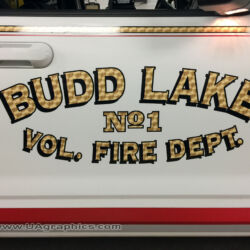 BUDD LAKE
No1
VOL. FIRE DEPT.
www.UAgraphics.com